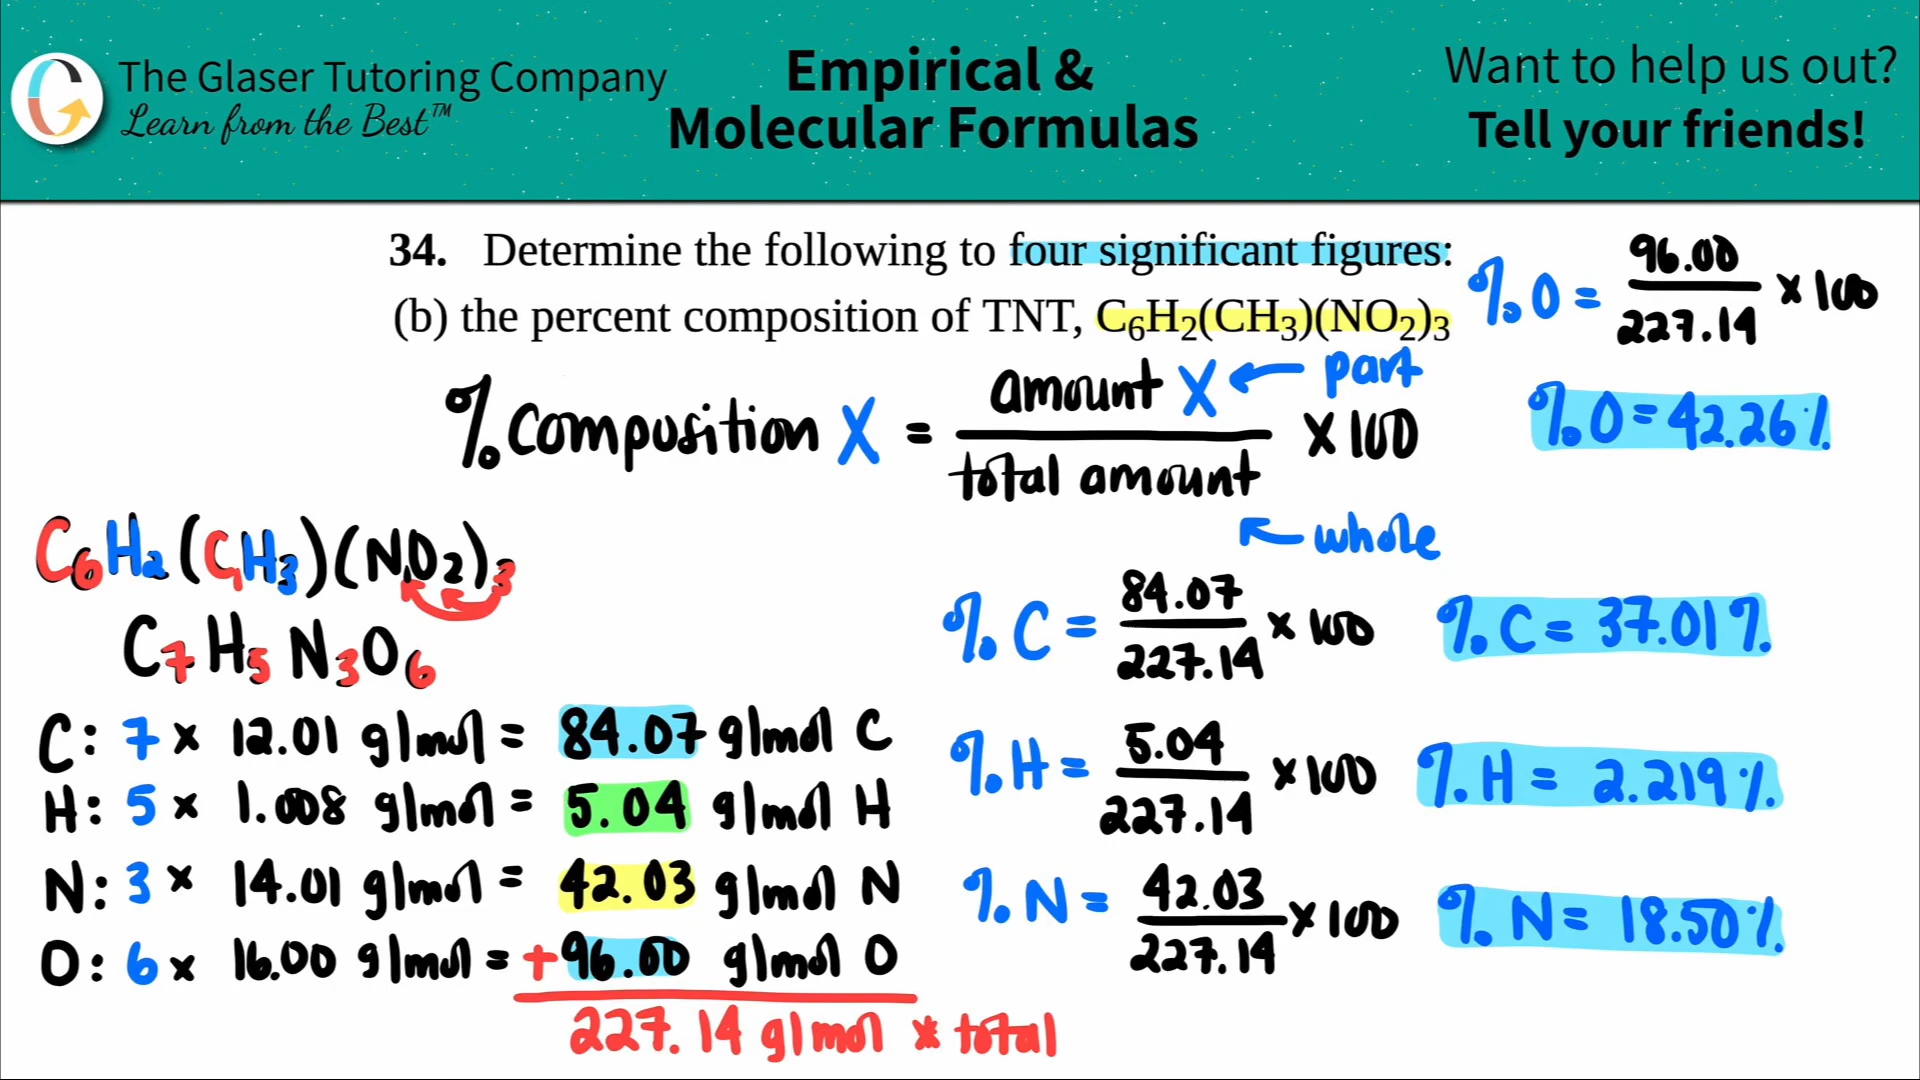 The Glaser Tutoring Company
Learn from the Best™
Empirical &
Molecular Formulas
Want to help us out?
Tell your friends!
34. Determine the following to four significant figures:
(b) the percent composition of TNT, C₆H₂(CH₃)(NO₂)₃
% Composition X = amount X / total amount × 100
part
whole
%O = 96.00 / 227.14 × 100
%O = 42.26%
C₆H₂(C₁H₃)(N₁O₂)₃
C₇H₅N₃O₆
C: 7 × 12.01 g/mol = 84.07 g/mol C
H: 5 × 1.008 g/mol = 5.04 g/mol H
N: 3 × 14.01 g/mol = 42.03 g/mol N
O: 6 × 16.00 g/mol = + 96.00 g/mol O
227.14 g/mol * total
%C = 84.07 / 227.14 × 100
%C = 37.01%
%H = 5.04 / 227.14 × 100
%H = 2.219%
%N = 42.03 / 227.14 × 100
%N = 18.50%